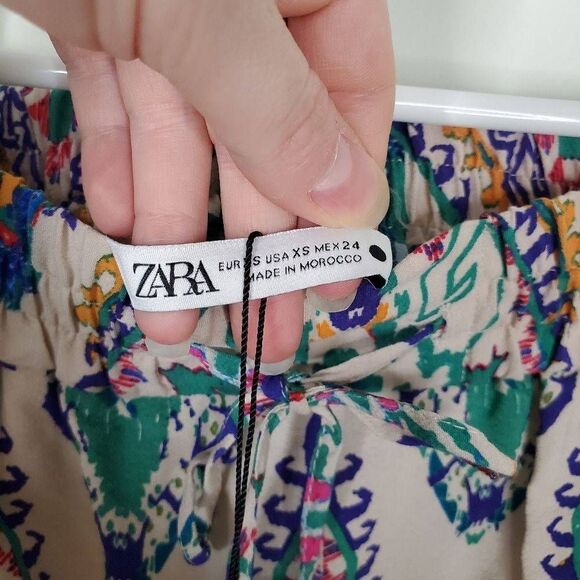 ZARA
EUR XS USA XS MEX 24
MADE IN MOROCCO